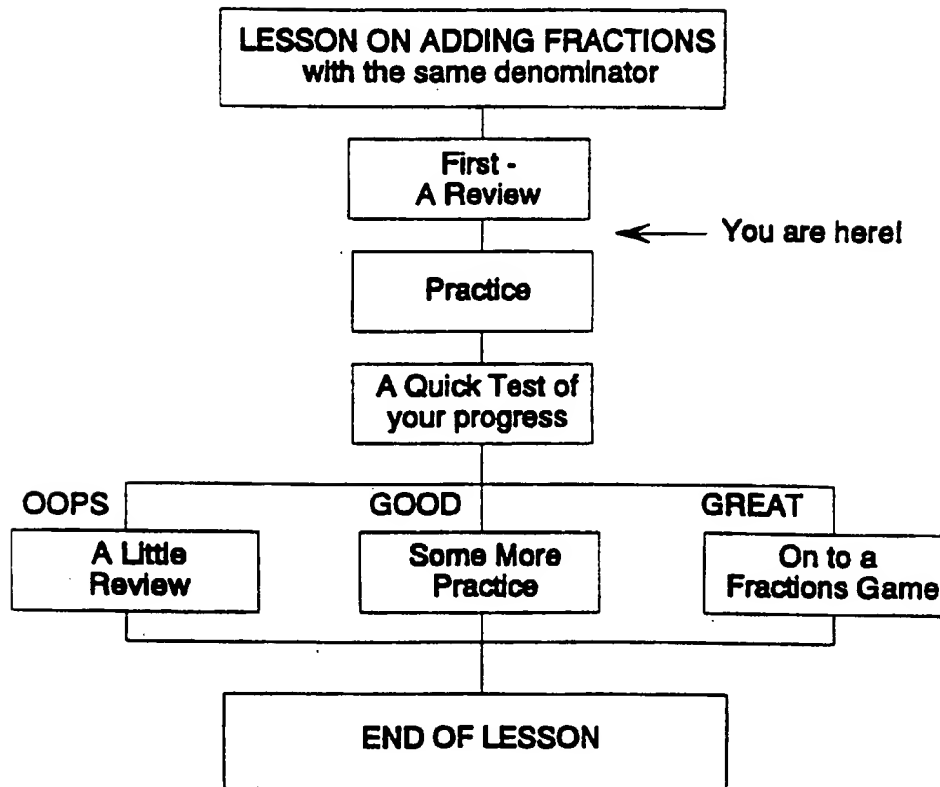 LESSON ON ADDING FRACTIONS
with the same denominator
First -
A Review
You are here!
Practice
A Quick Test of
your progress
OOPS
GOOD
GREAT
A Little
Review
Some More
Practice
On to a
Fractions Game
END OF LESSON